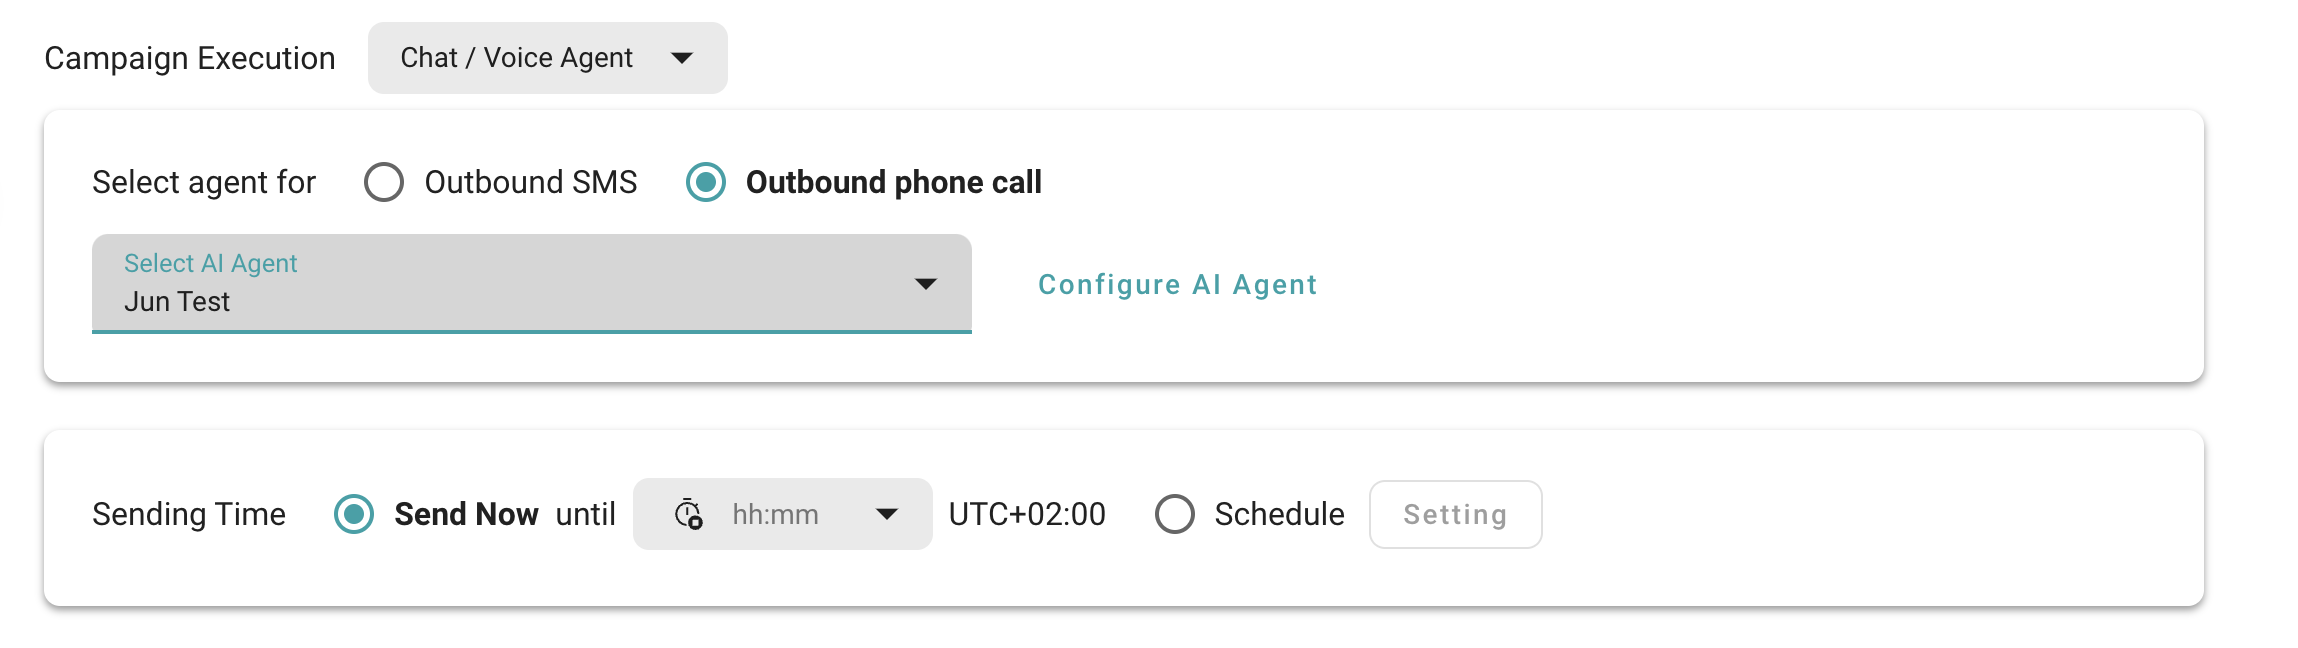 Campaign Execution Chat / Voice Agent
Select agent for Outbound SMS Outbound phone call
Select AI Agent
Jun Test
Configure AI Agent
Sending Time Send Now until hh:mm UTC+02:00 Schedule Setting